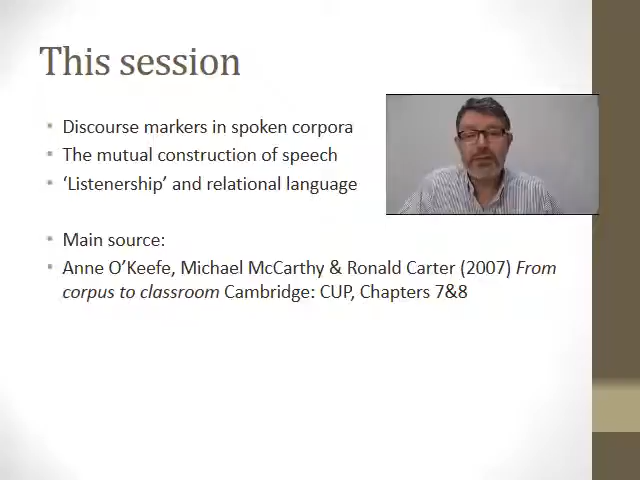 This session
Discourse markers in spoken corpora
The mutual construction of speech
‘Listenership’ and relational language
Main source:
Anne O’Keefe, Michael McCarthy & Ronald Carter (2007) From
corpus to classroom Cambridge: CUP, Chapters 7&8